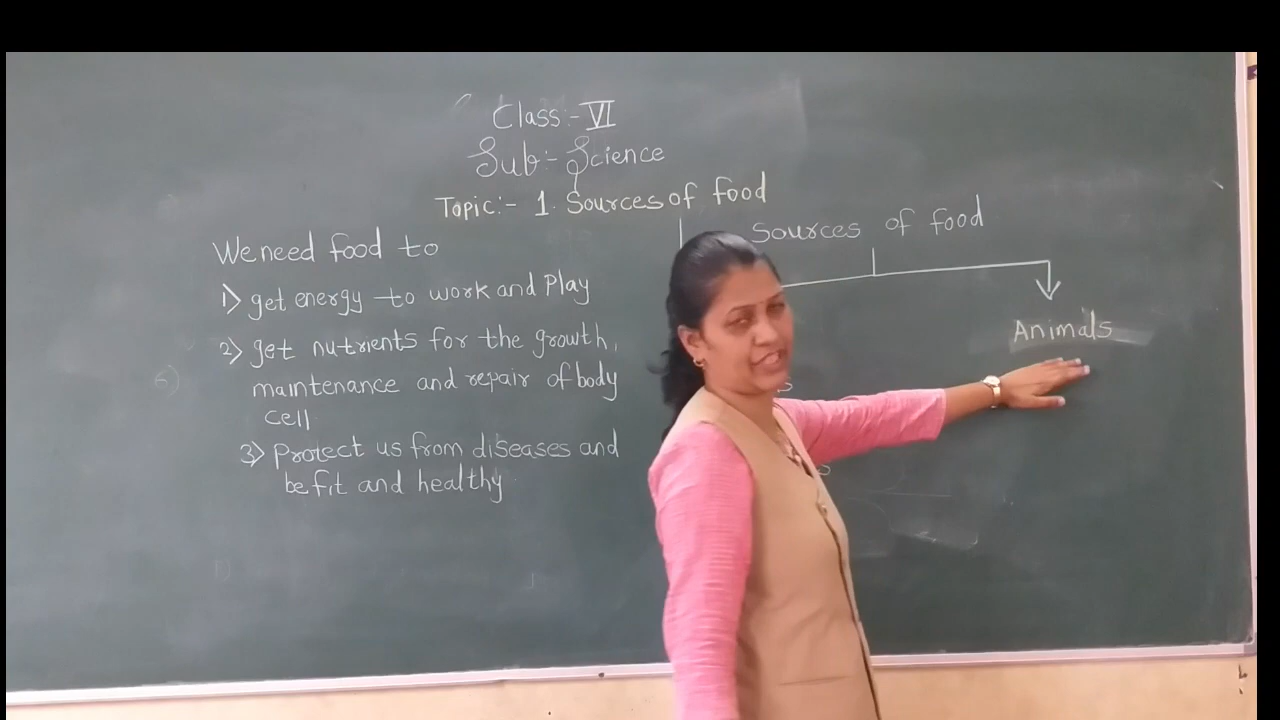 Class:- VI
Sub:- Science
Topic:- 1. Sources of food
We need food to
1) get energy to work and Play
2) get nutrients for the growth,
maintenance and repair of body
cell
3) Protect us from diseases and
be fit and healthy
Sources of food
Animals